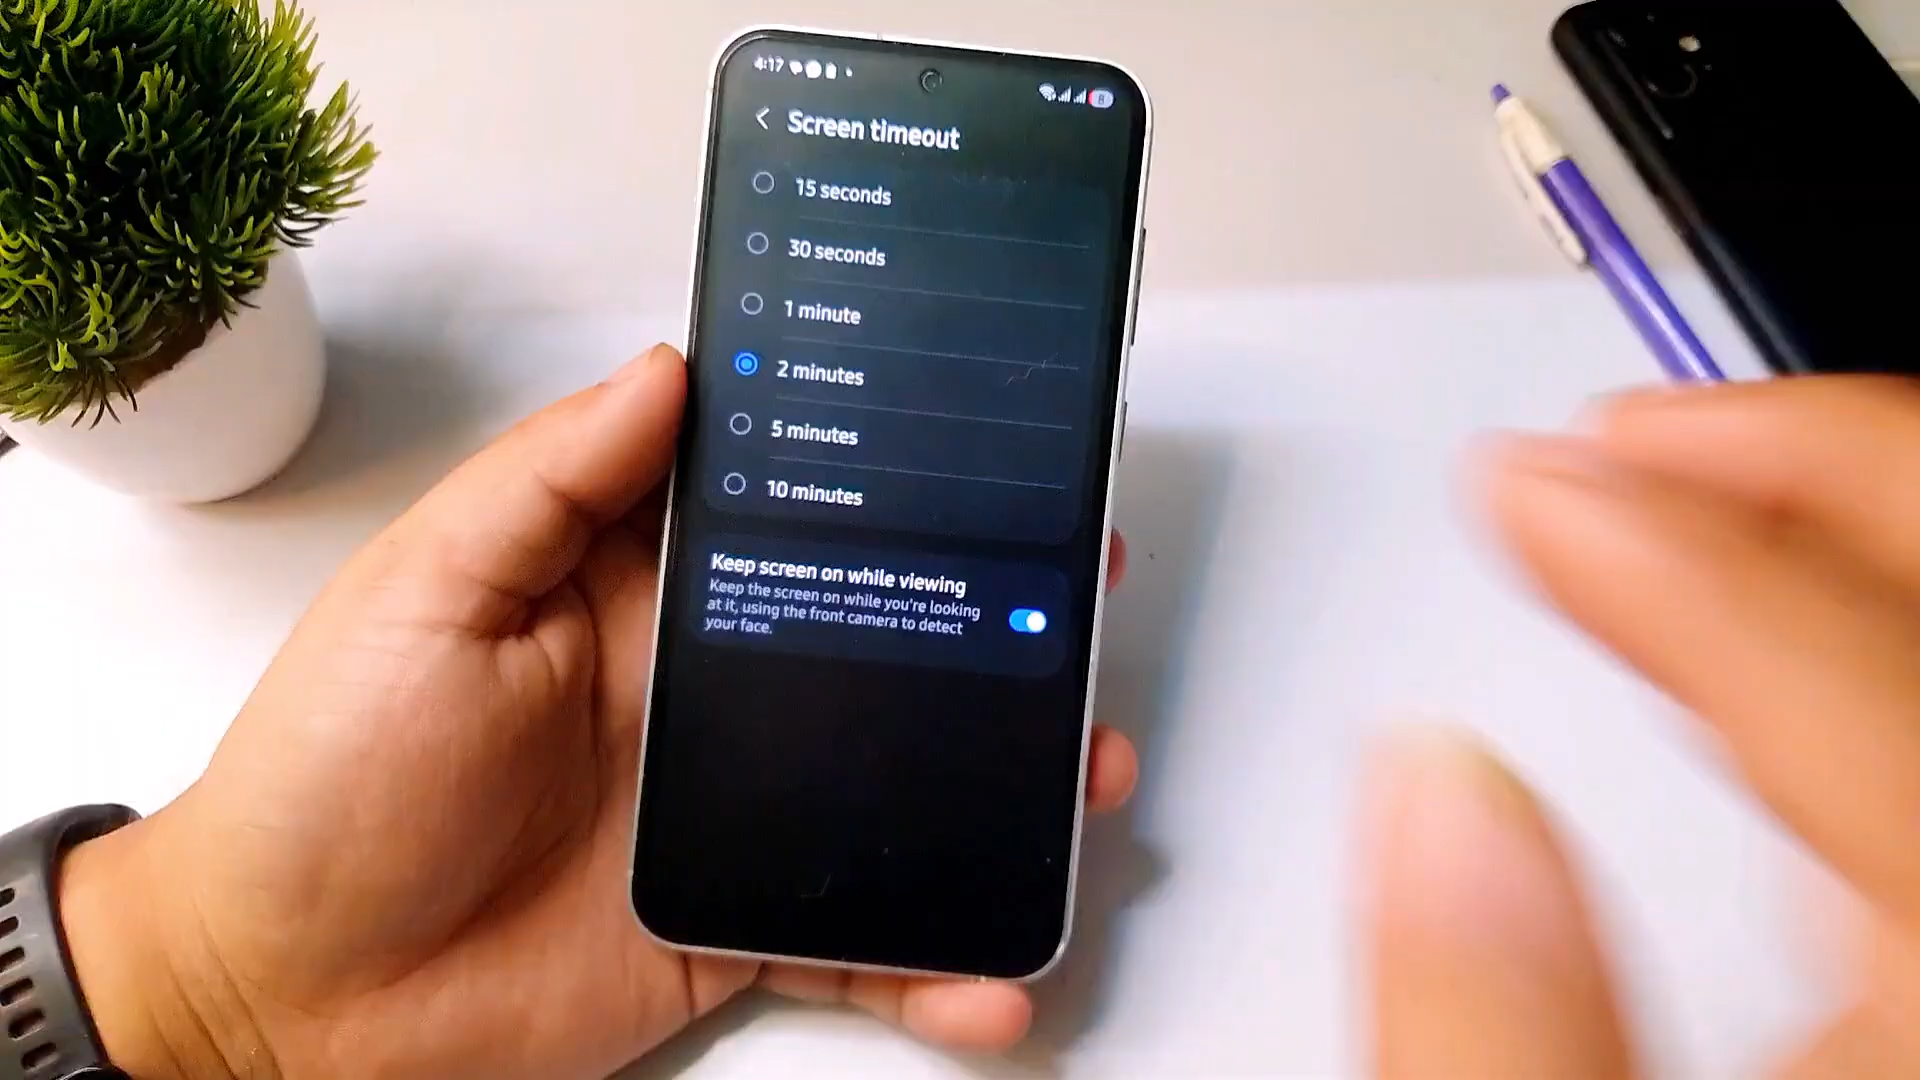 4:17
8
Screen timeout
15 seconds
30 seconds
1 minute
2 minutes
5 minutes
10 minutes
Keep screen on while viewing
Keep the screen on while you're looking
at it, using the front camera to detect
your face.